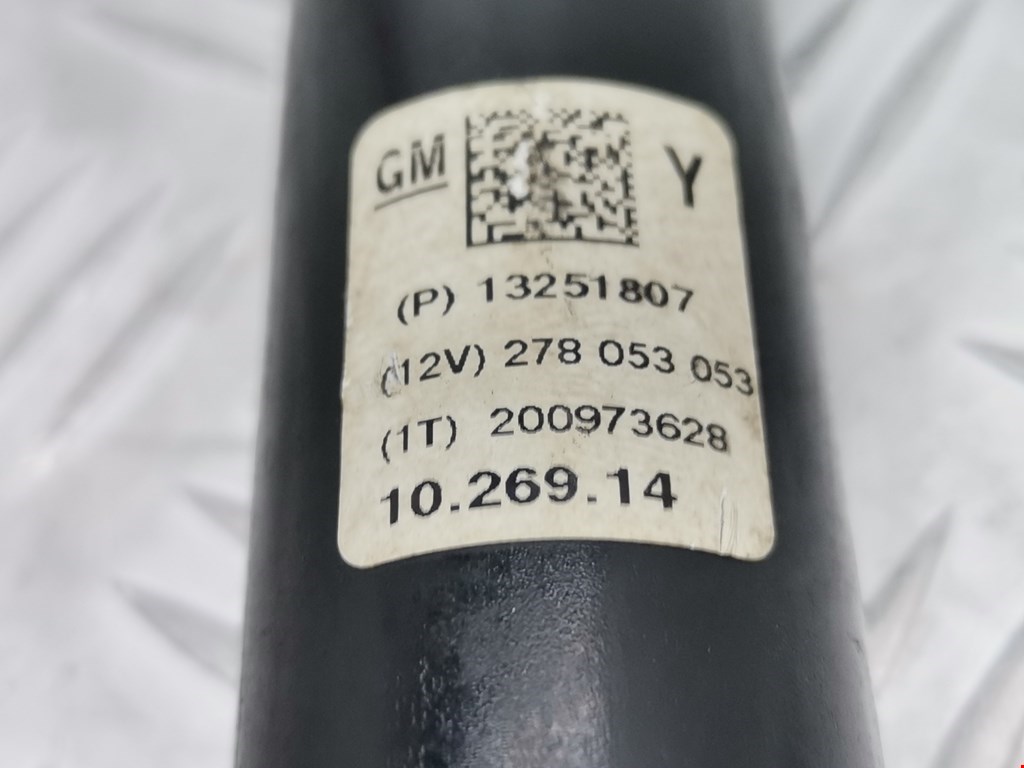 GM Y
(P) 13251807
(12V) 278 053 053
(1T) 200973628
10.269.14